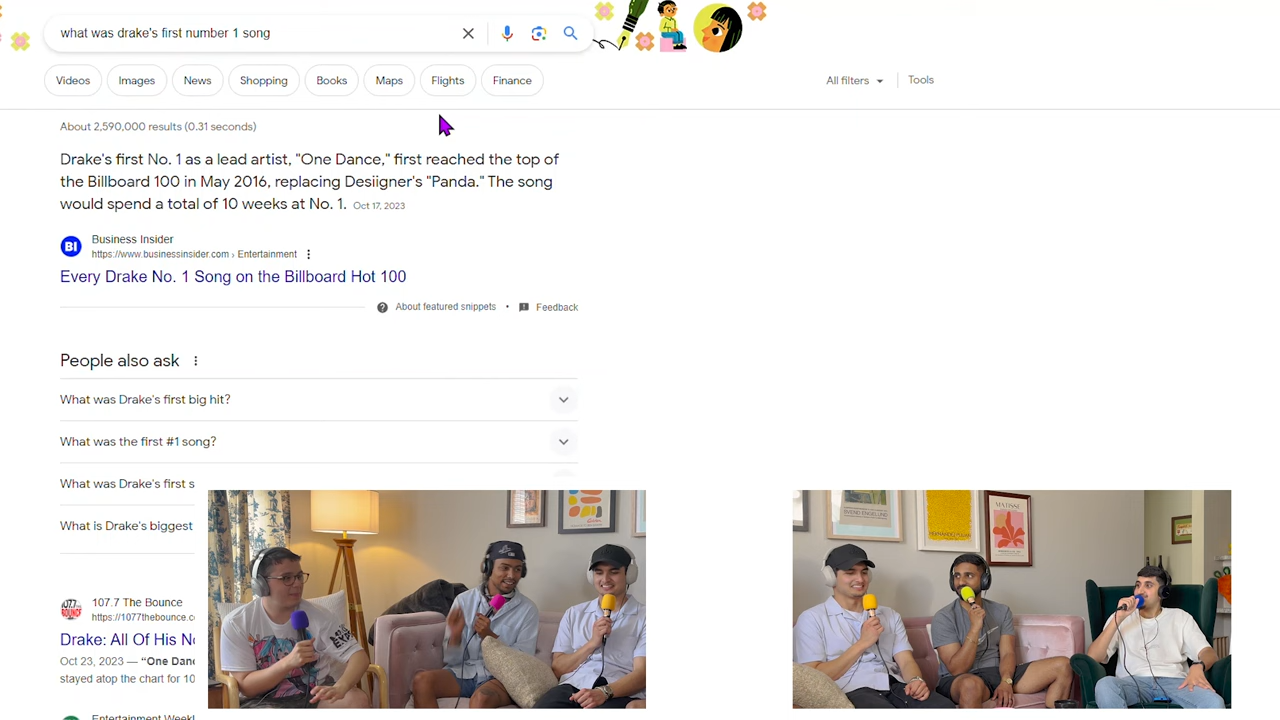 what was drake's first number 1 song
Videos
Images
News
Shopping
Books
Maps
Flights
Finance
All filters
Tools
About 2,590,000 results (0.31 seconds)
Drake's first No. 1 as a lead artist, "One Dance," first reached the top of
the Billboard 100 in May 2016, replacing Desiigner's "Panda." The song
would spend a total of 10 weeks at No. 1. Oct 17, 2023
BI
Business Insider
https://www.businessinsider.com › Entertainment
Every Drake No. 1 Song on the Billboard Hot 100
About featured snippets • Feedback
People also ask
What was Drake's first big hit?
What was the first #1 song?
What was Drake's first s
What is Drake's biggest
107.7 The Bounce
https://1077thebounce.c
Drake: All Of His
Oct 23, 2023 — "One Danc
stayed atop the chart for 10
Entertainment Weekl
MATISSE